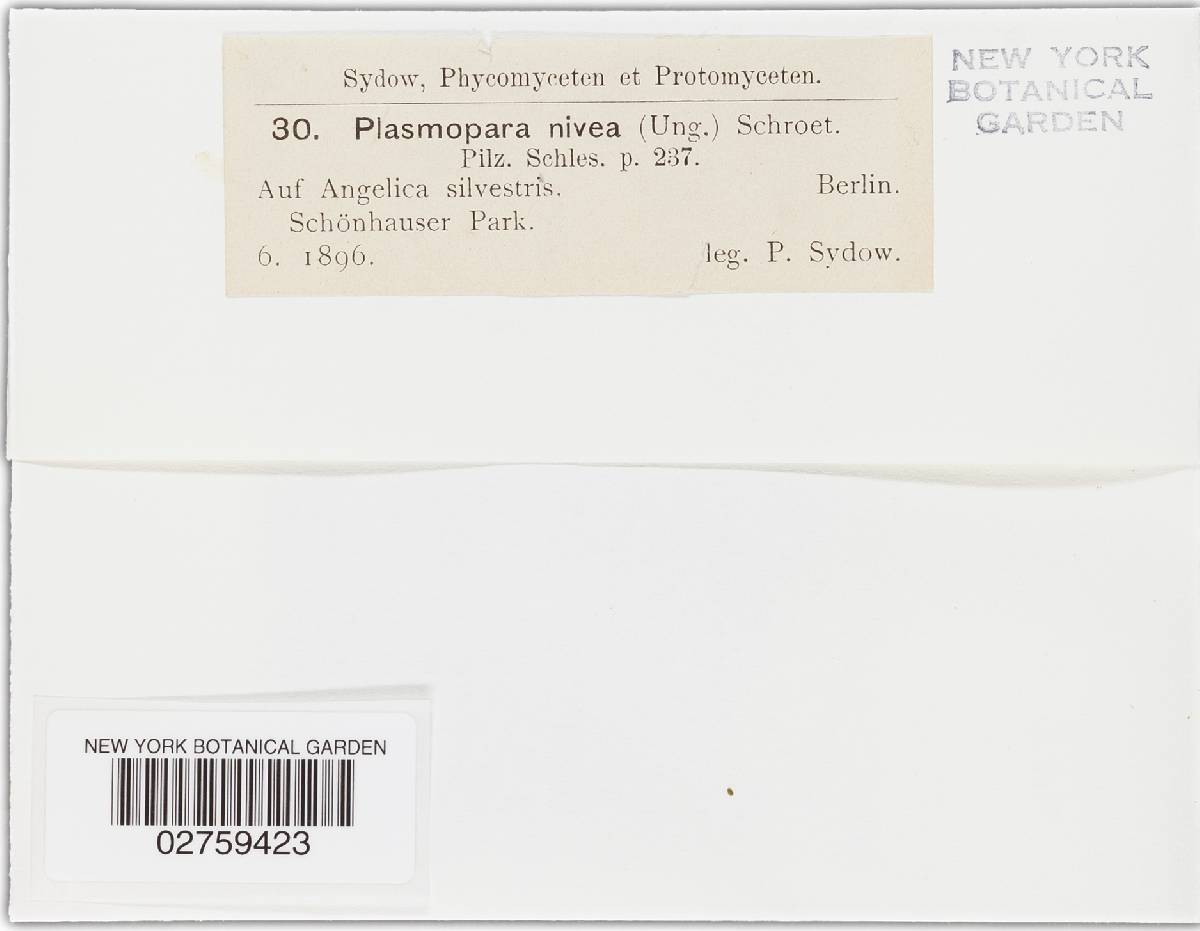 Sydow, Phycomyceten et Protomyceten.
30. Plasmopara nivea (Ung.) Schroet.
Pilz. Schles. p. 237.
Auf Angelica silvestris. Berlin.
Schönhauser Park.
6. 1896. leg. P. Sydow.
NEW YORK
BOTANICAL
GARDEN
NEW YORK BOTANICAL GARDEN
02759423